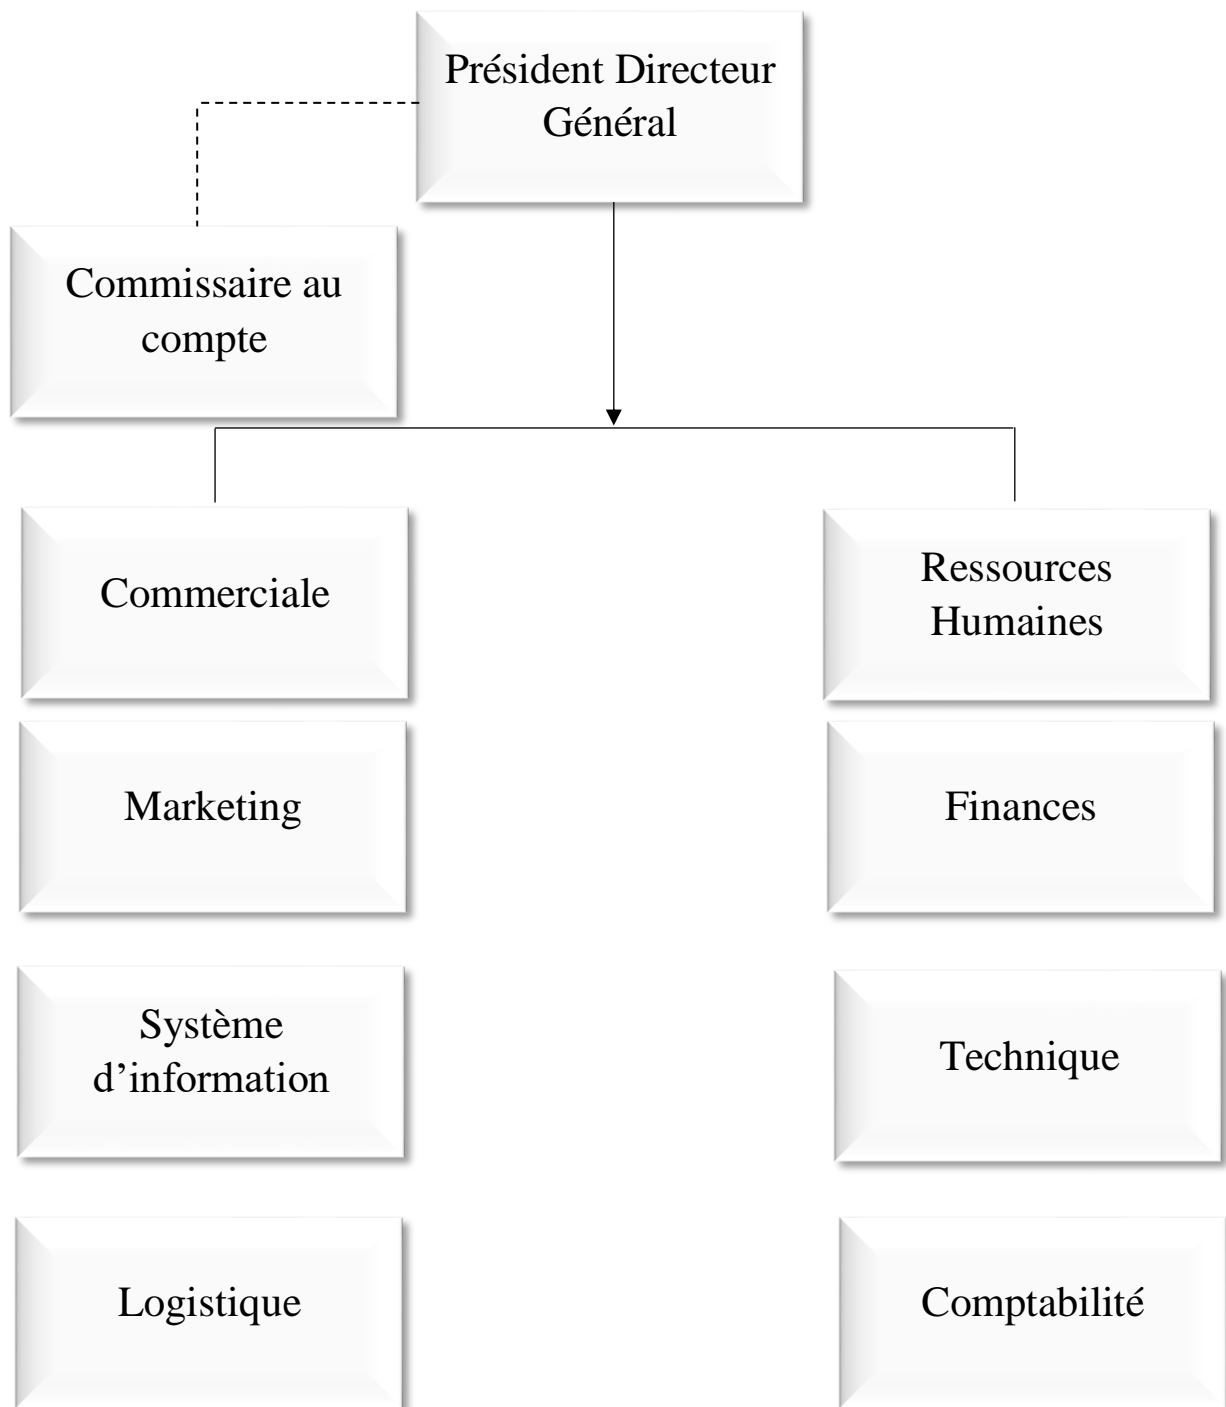 Président Directeur
Général
Commissaire au
compte
Commerciale
Ressources
Humaines
Marketing
Finances
Système
d’information
Technique
Logistique
Comptabilité